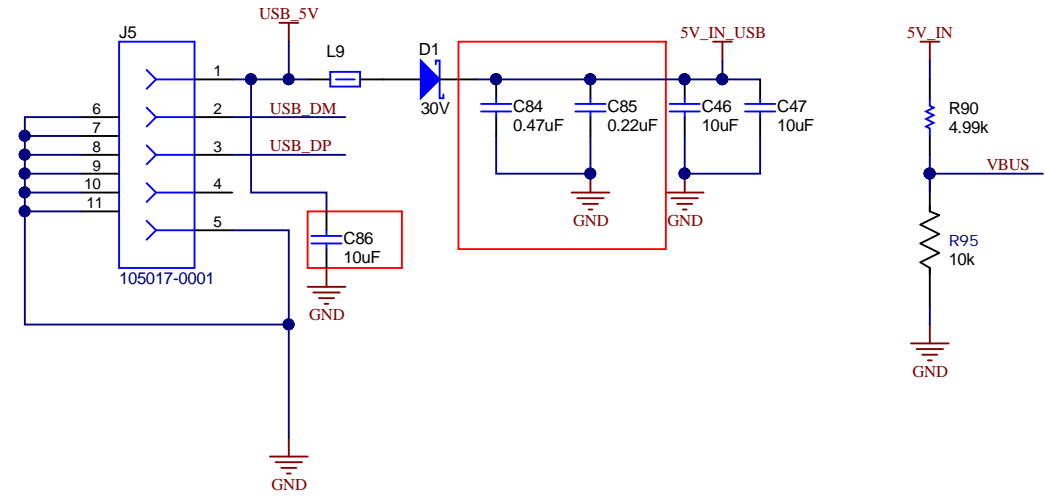 USB_5V
J5
L9
D1
5V_IN_USB
5V_IN
1
30V
C84
0.47uF
C85
0.22uF
C46
10uF
C47
10uF
R90
4.99k
6
2
USB_DM
7
8
3
USB_DP
9
VBUS
10
4
11
GND
GND
5
C86
10uF
R95
10k
105017-0001
GND
GND
GND